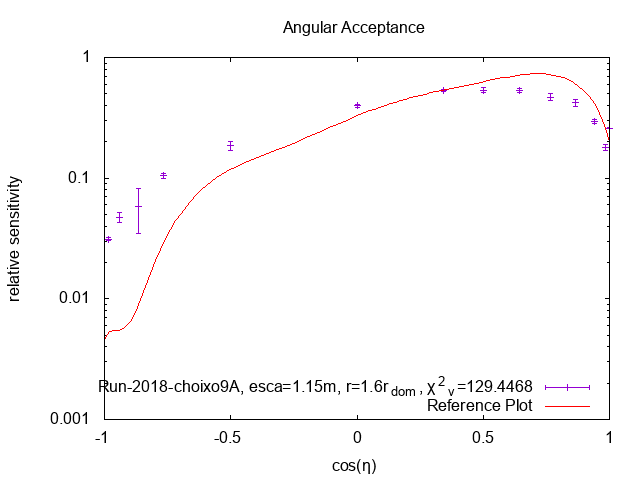 Angular Acceptance
1
0.1
0.01
0.001
relative sensitivity
Run-2018-choixo9A, esca=1.15m, r=1.6r_dom, χ²_ν=129.4468
Reference Plot
-1 -0.5 0 0.5 1
cos(η)